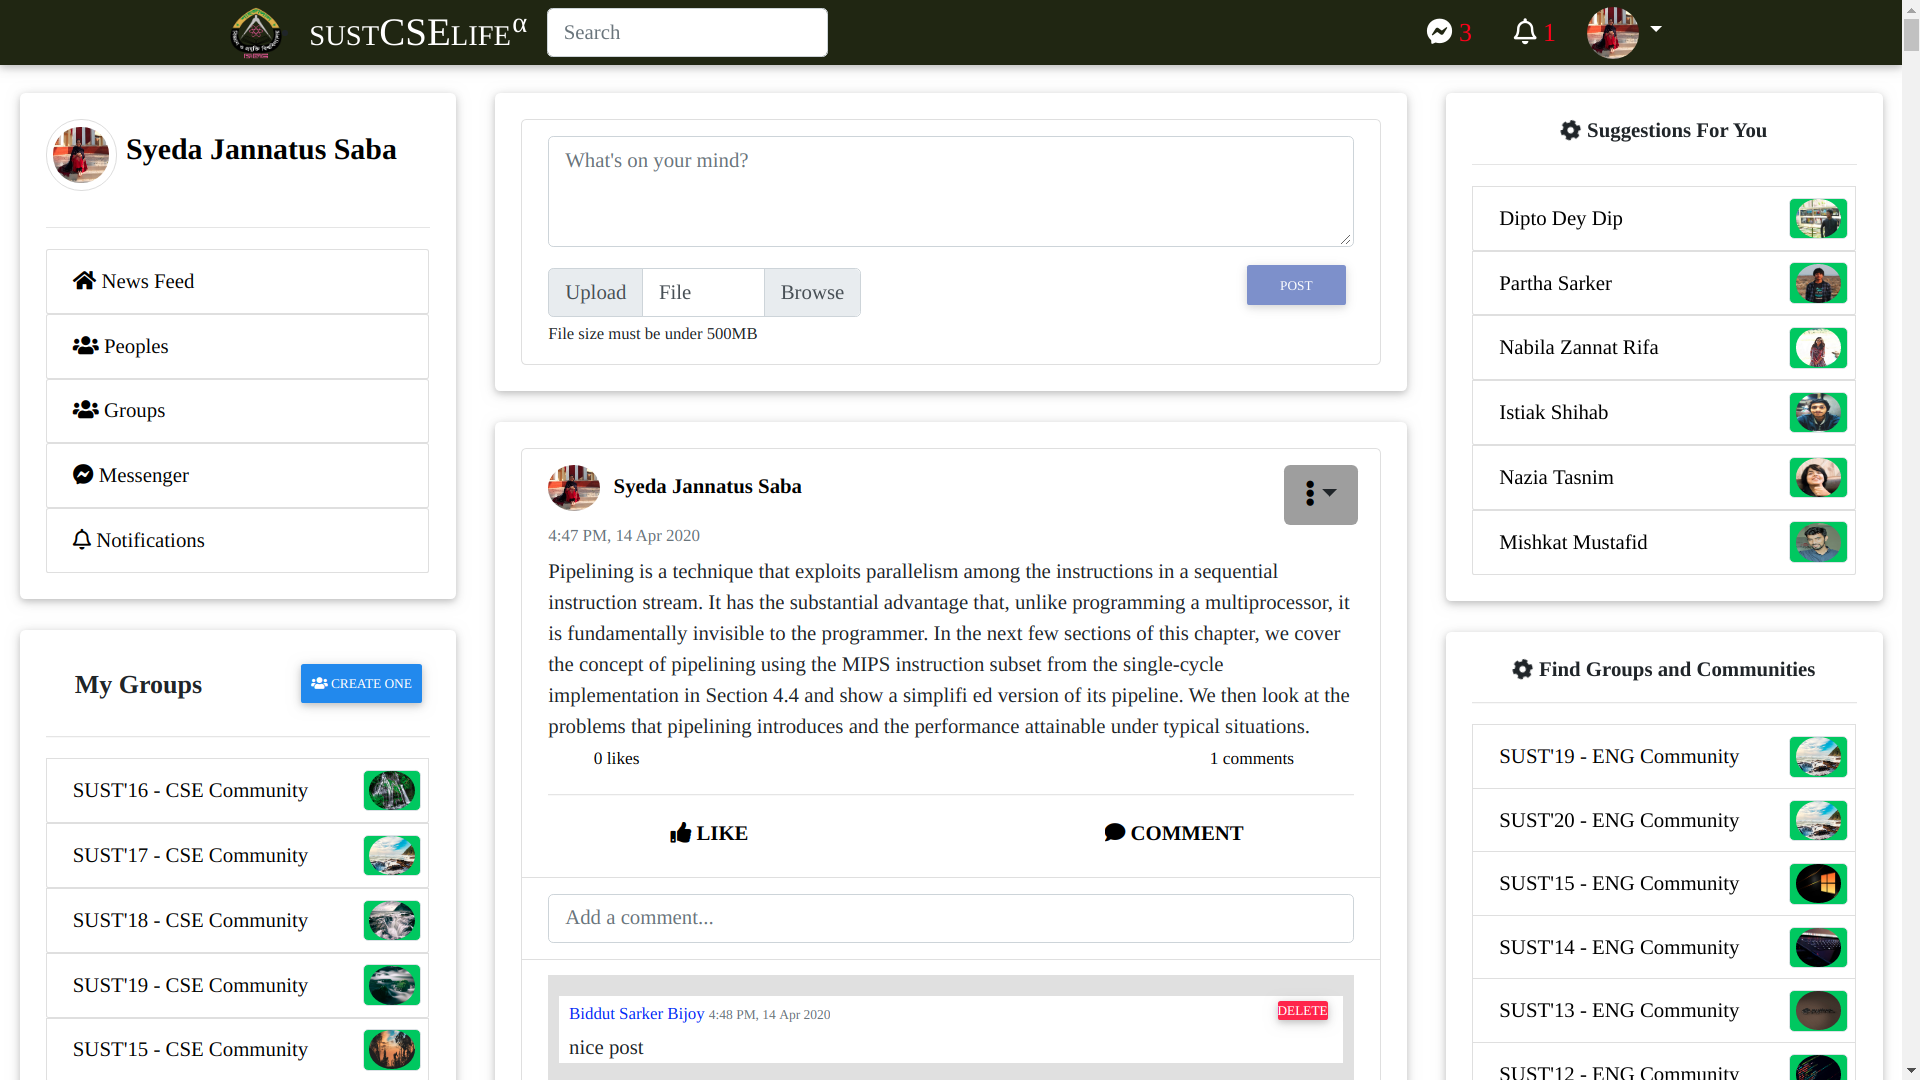 SUSTCSELIFEα
Search
3
1
Syeda Jannatus Saba
News Feed
Peoples
Groups
Messenger
Notifications
My Groups
CREATE ONE
SUST'16 - CSE Community
SUST'17 - CSE Community
SUST'18 - CSE Community
SUST'19 - CSE Community
SUST'15 - CSE Community
What's on your mind?
Upload File Browse
POST
File size must be under 500MB
Syeda Jannatus Saba
4:47 PM, 14 Apr 2020
Pipelining is a technique that exploits parallelism among the instructions in a sequential
instruction stream. It has the substantial advantage that, unlike programming a multiprocessor, it
is fundamentally invisible to the programmer. In the next few sections of this chapter, we cover
the concept of pipelining using the MIPS instruction subset from the single-cycle
implementation in Section 4.4 and show a simplifi ed version of its pipeline. We then look at the
problems that pipelining introduces and the performance attainable under typical situations.
0 likes
1 comments
LIKE
COMMENT
Add a comment...
Biddut Sarker Bijoy 4:48 PM, 14 Apr 2020
DELETE
nice post
Suggestions For You
Dipto Dey Dip
Partha Sarker
Nabila Zannat Rifa
Istiak Shihab
Nazia Tasnim
Mishkat Mustafid
Find Groups and Communities
SUST'19 - ENG Community
SUST'20 - ENG Community
SUST'15 - ENG Community
SUST'14 - ENG Community
SUST'13 - ENG Community
SUST'12 - ENG Community